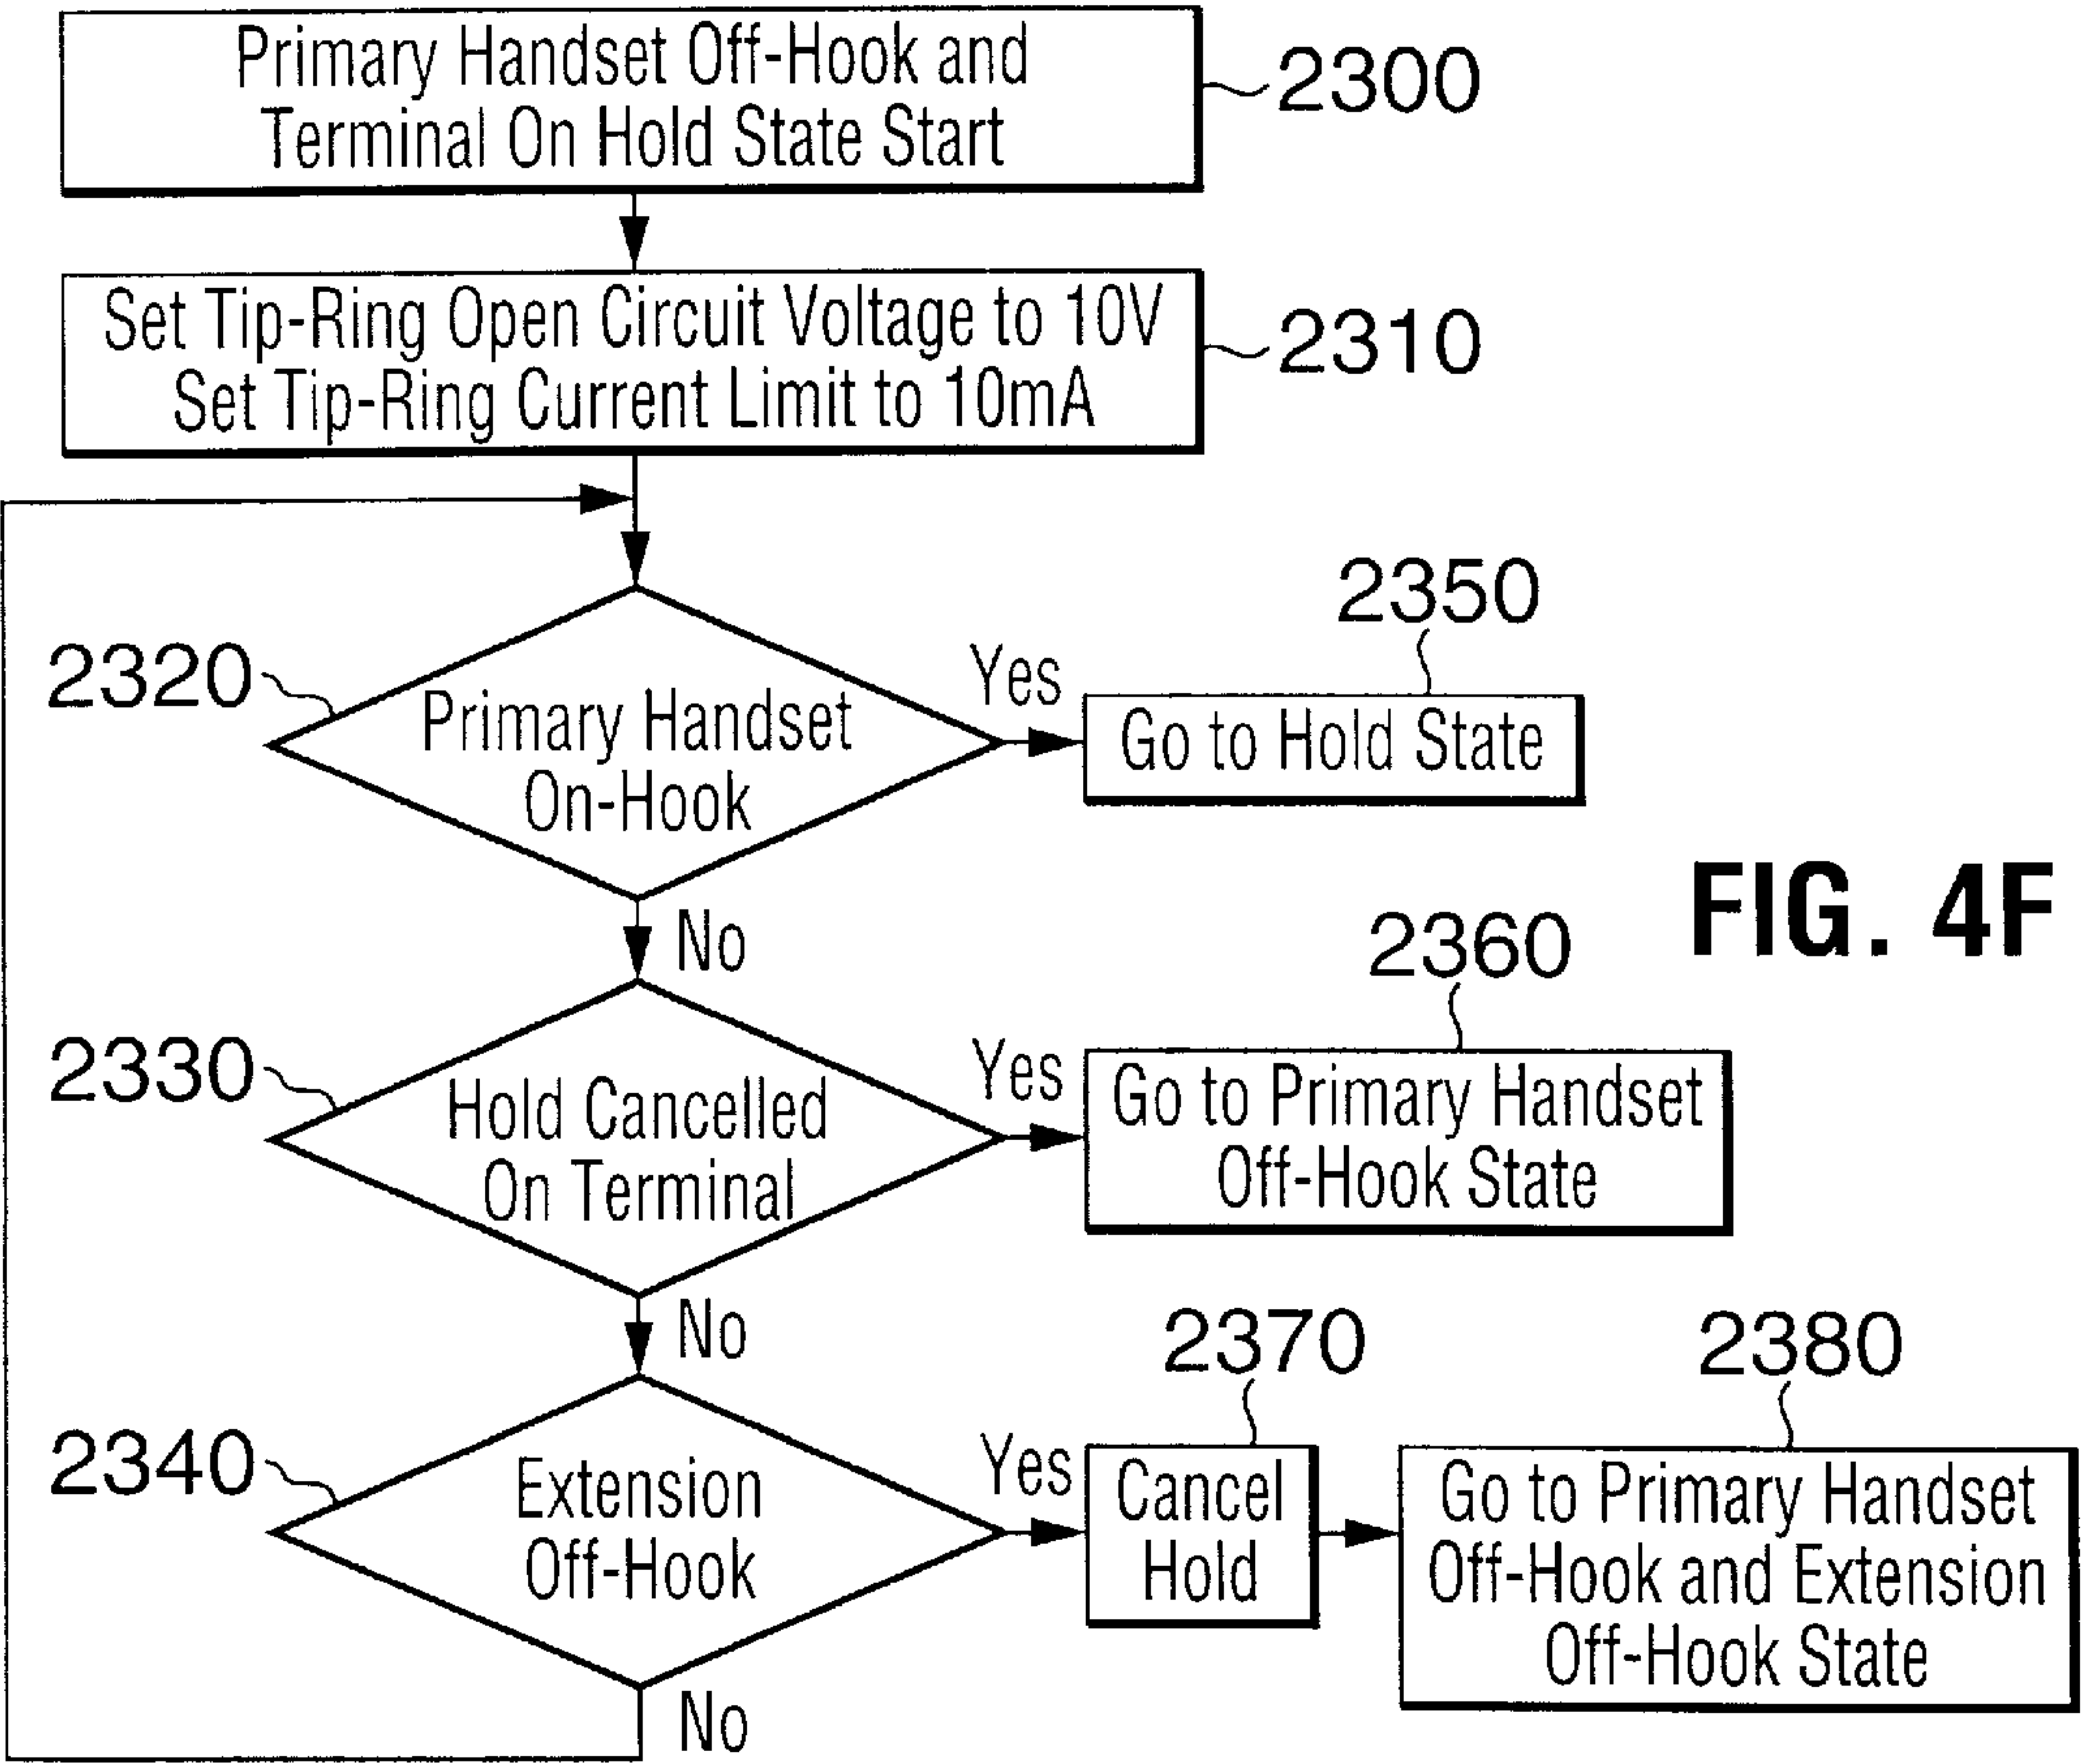 Primary Handset Off-Hook and
Terminal On Hold State Start
2300
Set Tip-Ring Open Circuit Voltage to 10V
Set Tip-Ring Current Limit to 10mA
2310
2320
Primary Handset
On-Hook
Yes
2350
Go to Hold State
No
FIG. 4F
2330
Hold Cancelled
On Terminal
Yes
2360
Go to Primary Handset
Off-Hook State
No
2340
Extension
Off-Hook
Yes
2370
Cancel
Hold
2380
Go to Primary Handset
Off-Hook and Extension
Off-Hook State
No